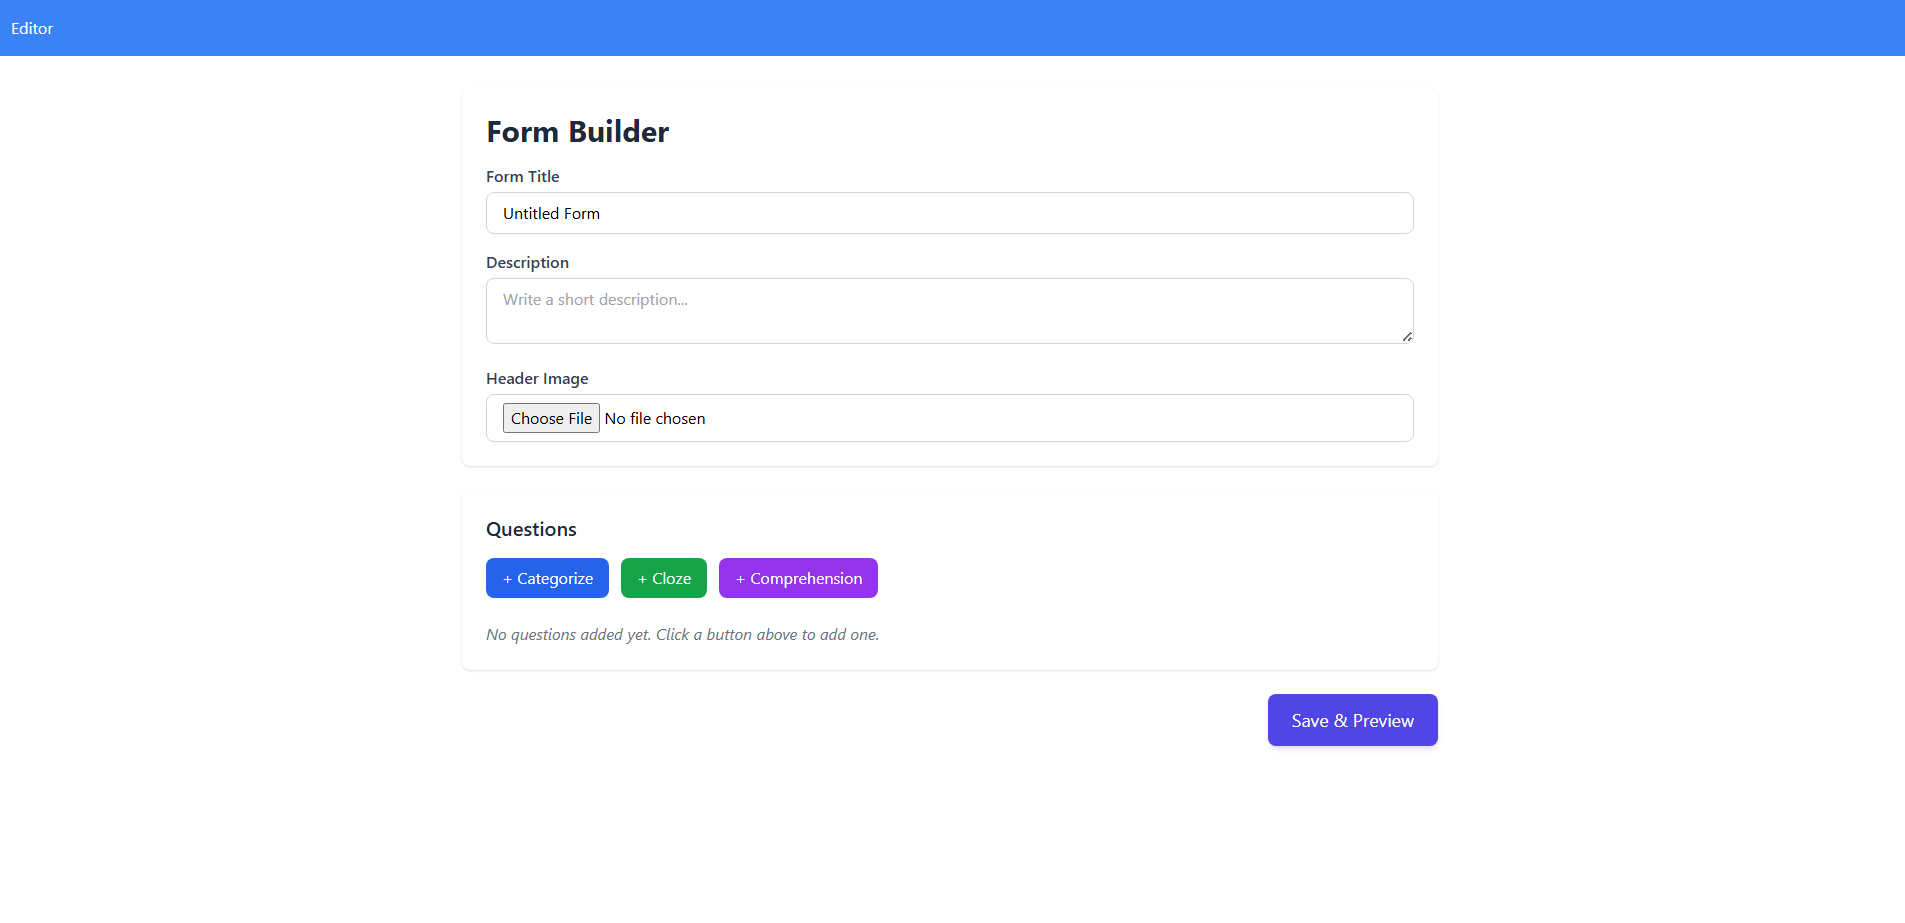 Editor
Form Builder
Form Title
Untitled Form
Description
Write a short description...
Header Image
Choose File No file chosen
Questions
+ Categorize + Cloze + Comprehension
No questions added yet. Click a button above to add one.
Save & Preview